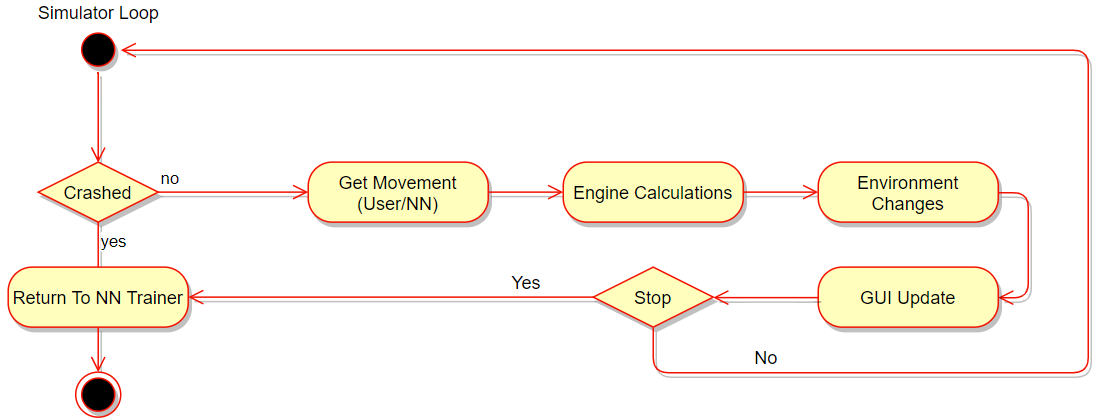 Simulator Loop
Crashed
no
Get Movement
(User/NN)
Engine Calculations
Environment
Changes
yes
Return To NN Trainer
Yes
Stop
GUI Update
No